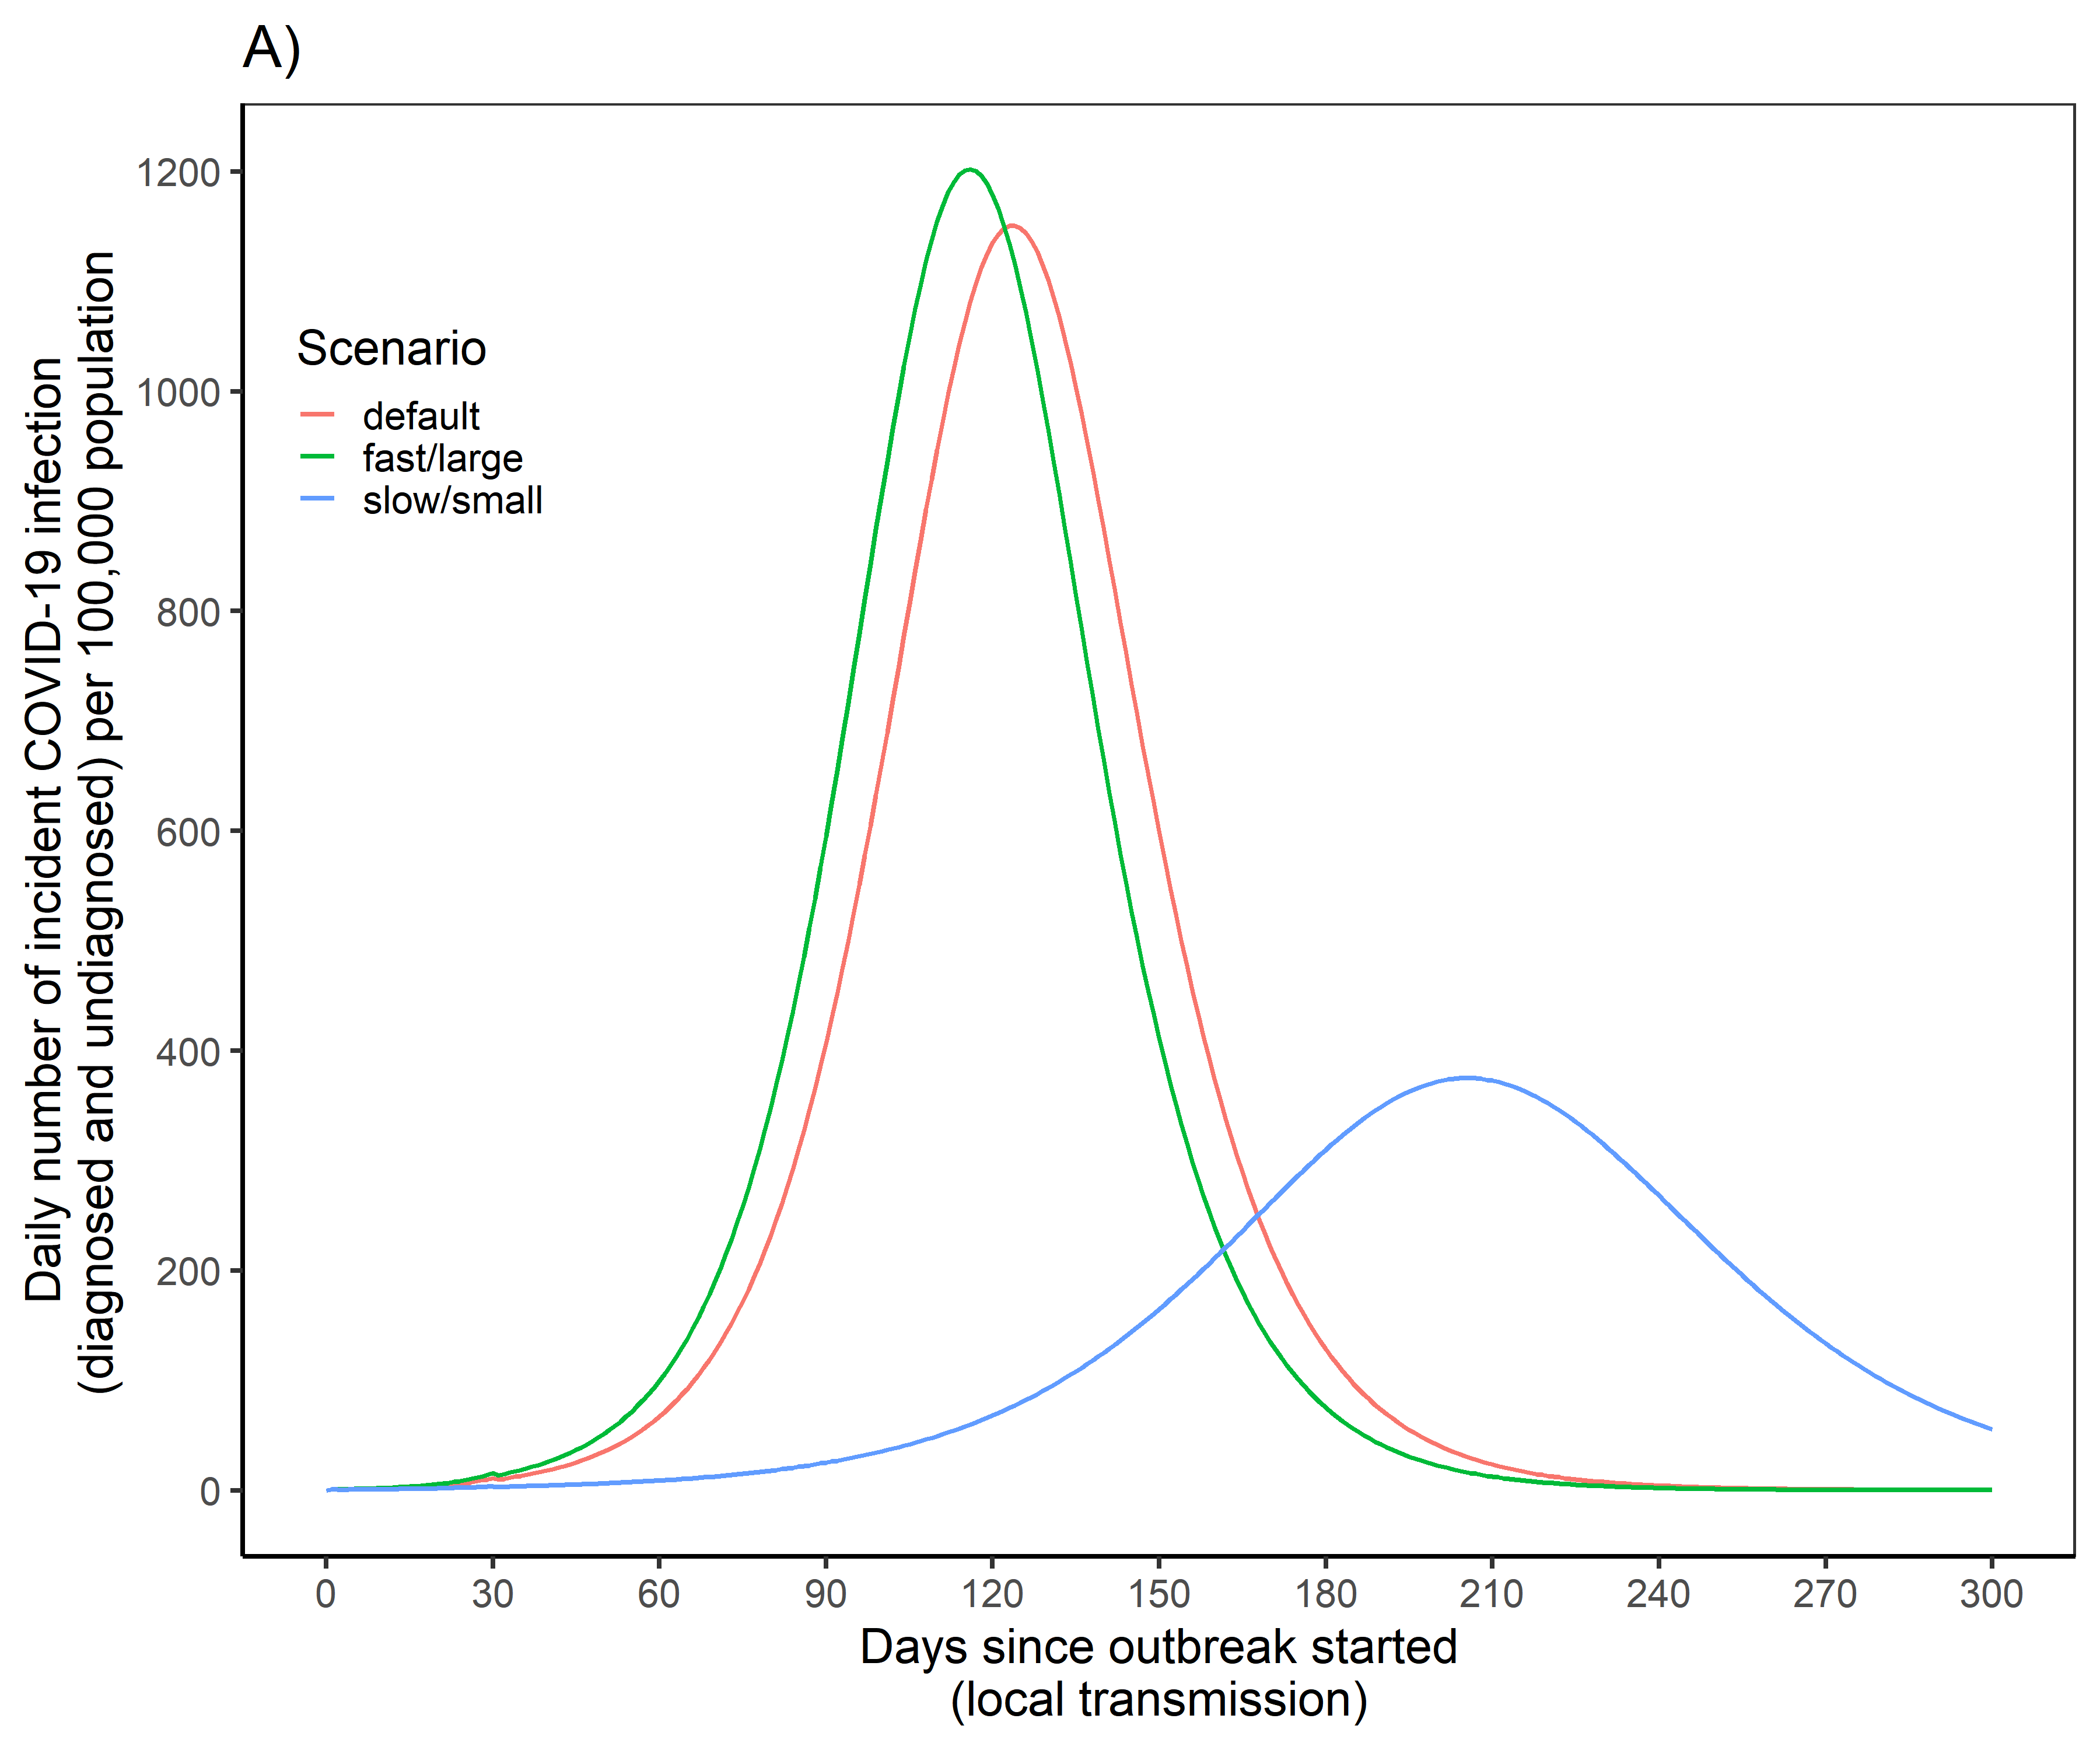 A)
Daily number of incident COVID-19 infection
(diagnosed and undiagnosed) per 100,000 population
1200
1000
800
600
400
200
0
Scenario
default
fast/large
slow/small
0 30 60 90 120 150 180 210 240 270 300
Days since outbreak started
(local transmission)